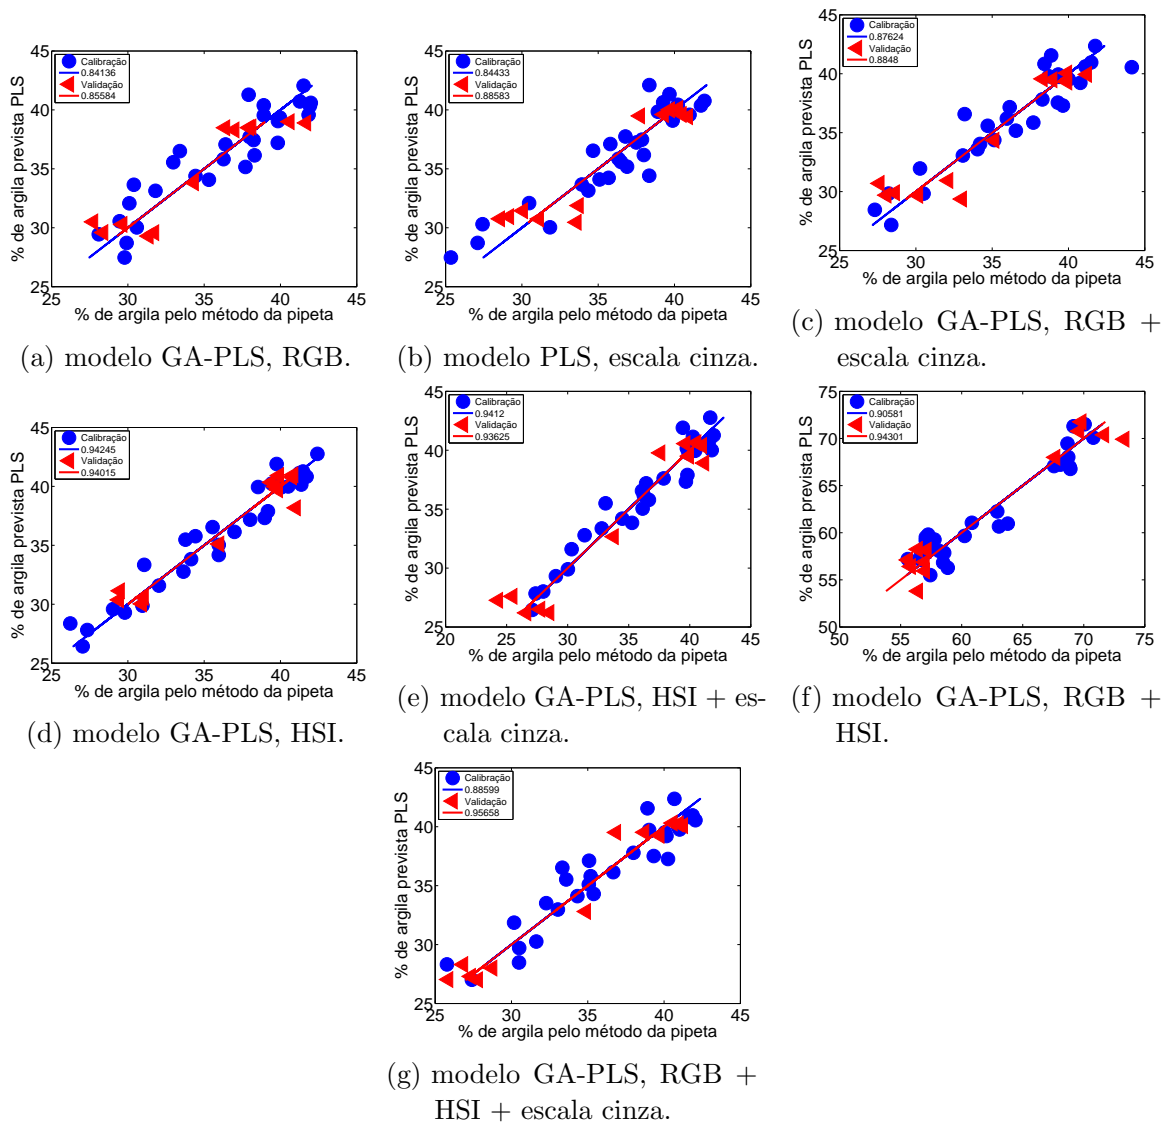 45
40
35
30
25
25
30
35
40
45
% de argila prevista PLS
% de argila pelo método da pipeta
Calibração
0.84136
Validação
0.85584
(a) modelo GA-PLS, RGB.
45
40
35
30
25
25
30
35
40
45
% de argila prevista PLS
% de argila pelo método da pipeta
Calibração
0.84433
Validação
0.88583
(b) modelo PLS, escala cinza.
45
40
35
30
25
25
30
35
40
45
% de argila prevista PLS
% de argila pelo método da pipeta
Calibração
0.87624
Validação
0.8848
(c) modelo GA-PLS, RGB +
escala cinza.
45
40
35
30
25
25
30
35
40
45
% de argila prevista PLS
% de argila pelo método da pipeta
Calibração
0.94245
Validação
0.94015
(d) modelo GA-PLS, HSI.
45
40
35
30
25
20
25
30
35
40
45
% de argila prevista PLS
% de argila pelo método da pipeta
Calibração
0.9412
Validação
0.93625
(e) modelo GA-PLS, HSI + es-
cala cinza.
75
70
65
60
55
50
50
55
60
65
70
75
% de argila prevista PLS
% de argila pelo método da pipeta
Calibração
0.90581
Validação
0.94301
(f) modelo GA-PLS, RGB +
HSI.
45
40
35
30
25
25
30
35
40
45
% de argila prevista PLS
% de argila pelo método da pipeta
Calibração
0.88599
Validação
0.95658
(g) modelo GA-PLS, RGB +
HSI + escala cinza.